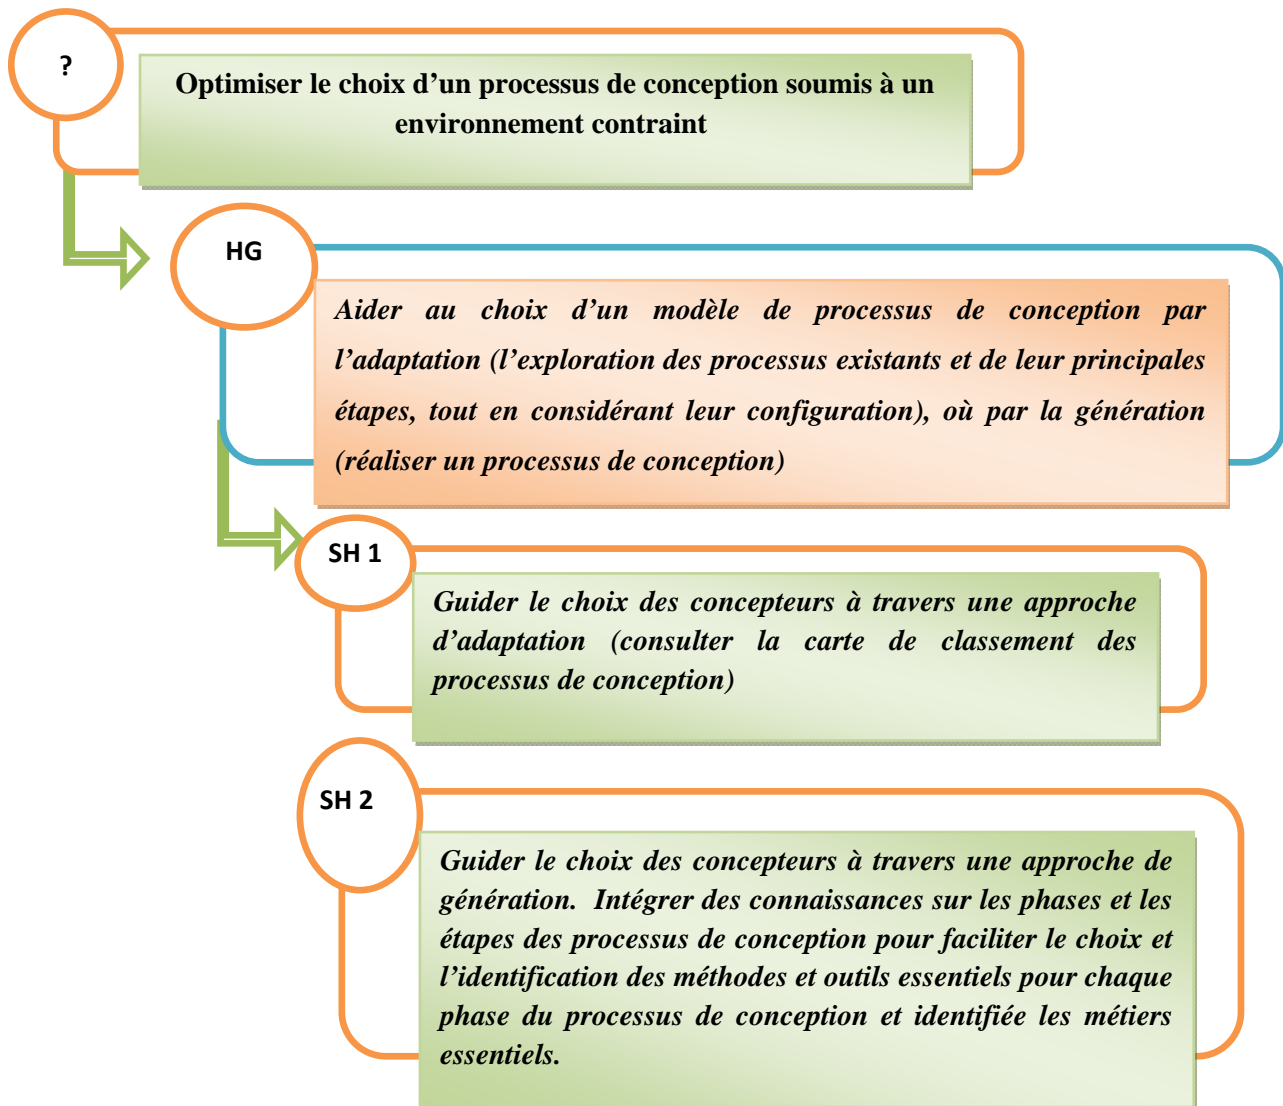 ?
Optimiser le choix d'un processus de conception soumis à un
environnement contraint
HG
Aider au choix d'un modèle de processus de conception par
l'adaptation (l'exploration des processus existants et de leur principales
étapes, tout en considérant leur configuration), où par la génération
(réaliser un processus de conception)
SH 1
Guider le choix des concepteurs à travers une approche
d'adaptation (consulter la carte de classement des
processus de conception)
SH 2
Guider le choix des concepteurs à travers une approche de
génération. Intégrer des connaissances sur les phases et les
étapes des processus de conception pour faciliter le choix et
l'identification des méthodes et outils essentiels pour chaque
phase du processus de conception et identifiée les métiers
essentiels.